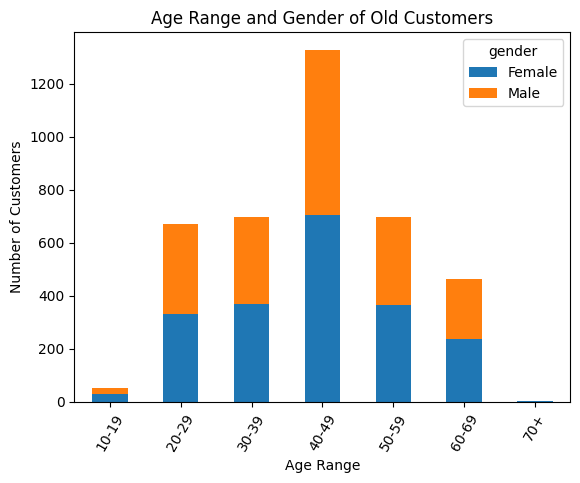 Age Range and Gender of Old Customers
gender
Female
Male
Number of Customers
1200
1000
800
600
400
200
0
10-19
20-29
30-39
40-49
50-59
60-69
70+
Age Range